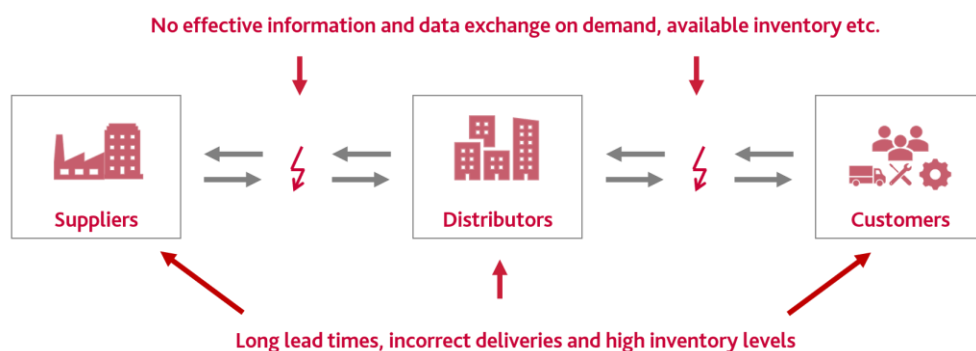 No effective information and data exchange on demand, available inventory etc.
Suppliers
Distributors
Customers
Long lead times, incorrect deliveries and high inventory levels